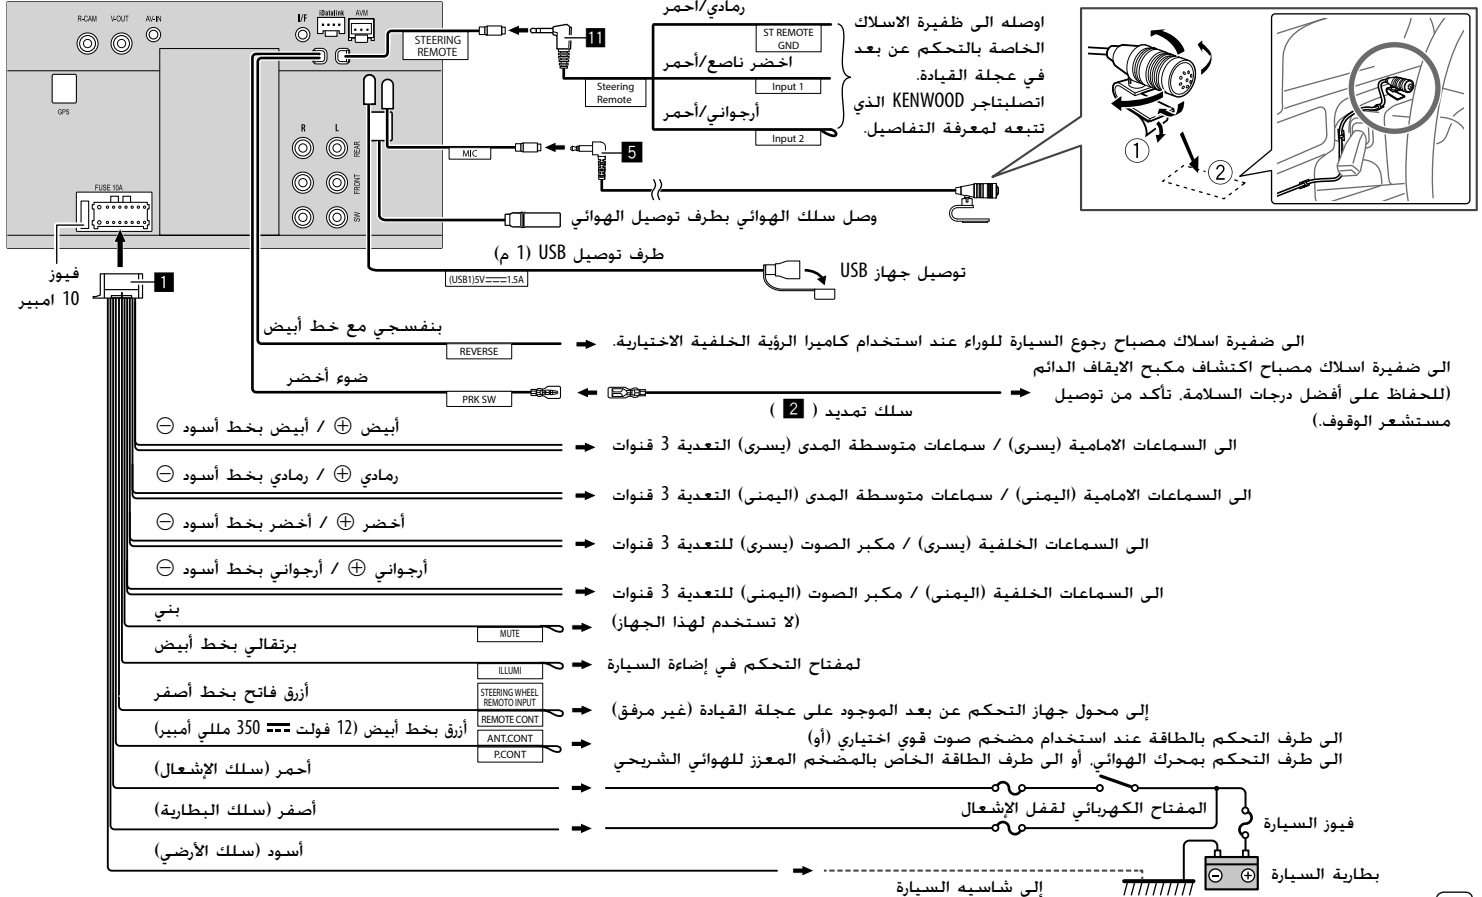 R-CAM V-OUT AV-IN
I/F iDatalink AVM
GPS
R L
REAR
FRONT
SW
FUSE 10A
فيوز
10 امبير
1
STEERING
REMOTE
11
Steering
Remote
رمادي/أحمر
ST REMOTE
GND
اخضر ناصع/أحمر
Input 1
أرجواني/أحمر
Input 2
اوصله الى ظفيرة الاسلاك
الخاصة بالتحكم عن بعد
في عجلة القيادة.
اتصلبتاجر KENWOOD الذي
تتبعه لمعرفة التفاصيل.
1
2
MIC
5
وصل سلك الهوائي بطرف توصيل الهوائي
طرف توصيل USB (1 م)
(USB1)5V⎓1.5A
توصيل جهاز USB
بنفسجي مع خط أبيض
REVERSE
الى ضفيرة اسلاك مصباح رجوع السيارة للوراء عند استخدام كاميرا الرؤية الخلفية الاختيارية.
ضوء أخضر
PRK SW
سلك تمديد ( 2 )
الى ضفيرة اسلاك مصباح اكتشاف مكبح الايقاف الدائم
(للحفاظ على أفضل درجات السلامة، تأكد من توصيل
مستشعر الوقوف.)
أبيض ⊕ / أبيض بخط أسود ⊖
الى السماعات الامامية (يسرى) / سماعات متوسطة المدى (يسرى) التعدية 3 قنوات
رمادي ⊕ / رمادي بخط أسود ⊖
الى السماعات الامامية (اليمنى) / سماعات متوسطة المدى (اليمنى) التعدية 3 قنوات
أخضر ⊕ / أخضر بخط أسود ⊖
الى السماعات الخلفية (يسرى) / مكبر الصوت (يسرى) للتعدية 3 قنوات
أرجواني ⊕ / أرجواني بخط أسود ⊖
الى السماعات الخلفية (اليمنى) / مكبر الصوت (اليمنى) للتعدية 3 قنوات
بني
MUTE
(لا تستخدم لهذا الجهاز)
برتقالي بخط أبيض
ILLUMI
لمفتاح التحكم في إضاءة السيارة
أزرق فاتح بخط أصفر
STEERING WHEEL
REMOTO INPUT
REMOTE CONT
إلى محول جهاز التحكم عن بعد الموجود على عجلة القيادة (غير مرفق)
أزرق بخط أبيض (12 فولت ⎓ 350 مللي أمبير)
ANT.CONT
P.CONT
الى طرف التحكم بالطاقة عند استخدام مضخم صوت قوي اختياري (أو)
الى طرف التحكم بمحرك الهوائي، أو الى طرف الطاقة الخاص بالمضخم المعزز للهوائي الشريحي
أحمر (سلك الإشعال)
المفتاح الكهربائي لقفل الإشعال
أصفر (سلك البطارية)
فيوز السيارة
أسود (سلك الأرضي)
إلى شاسيه السيارة
بطارية السيارة